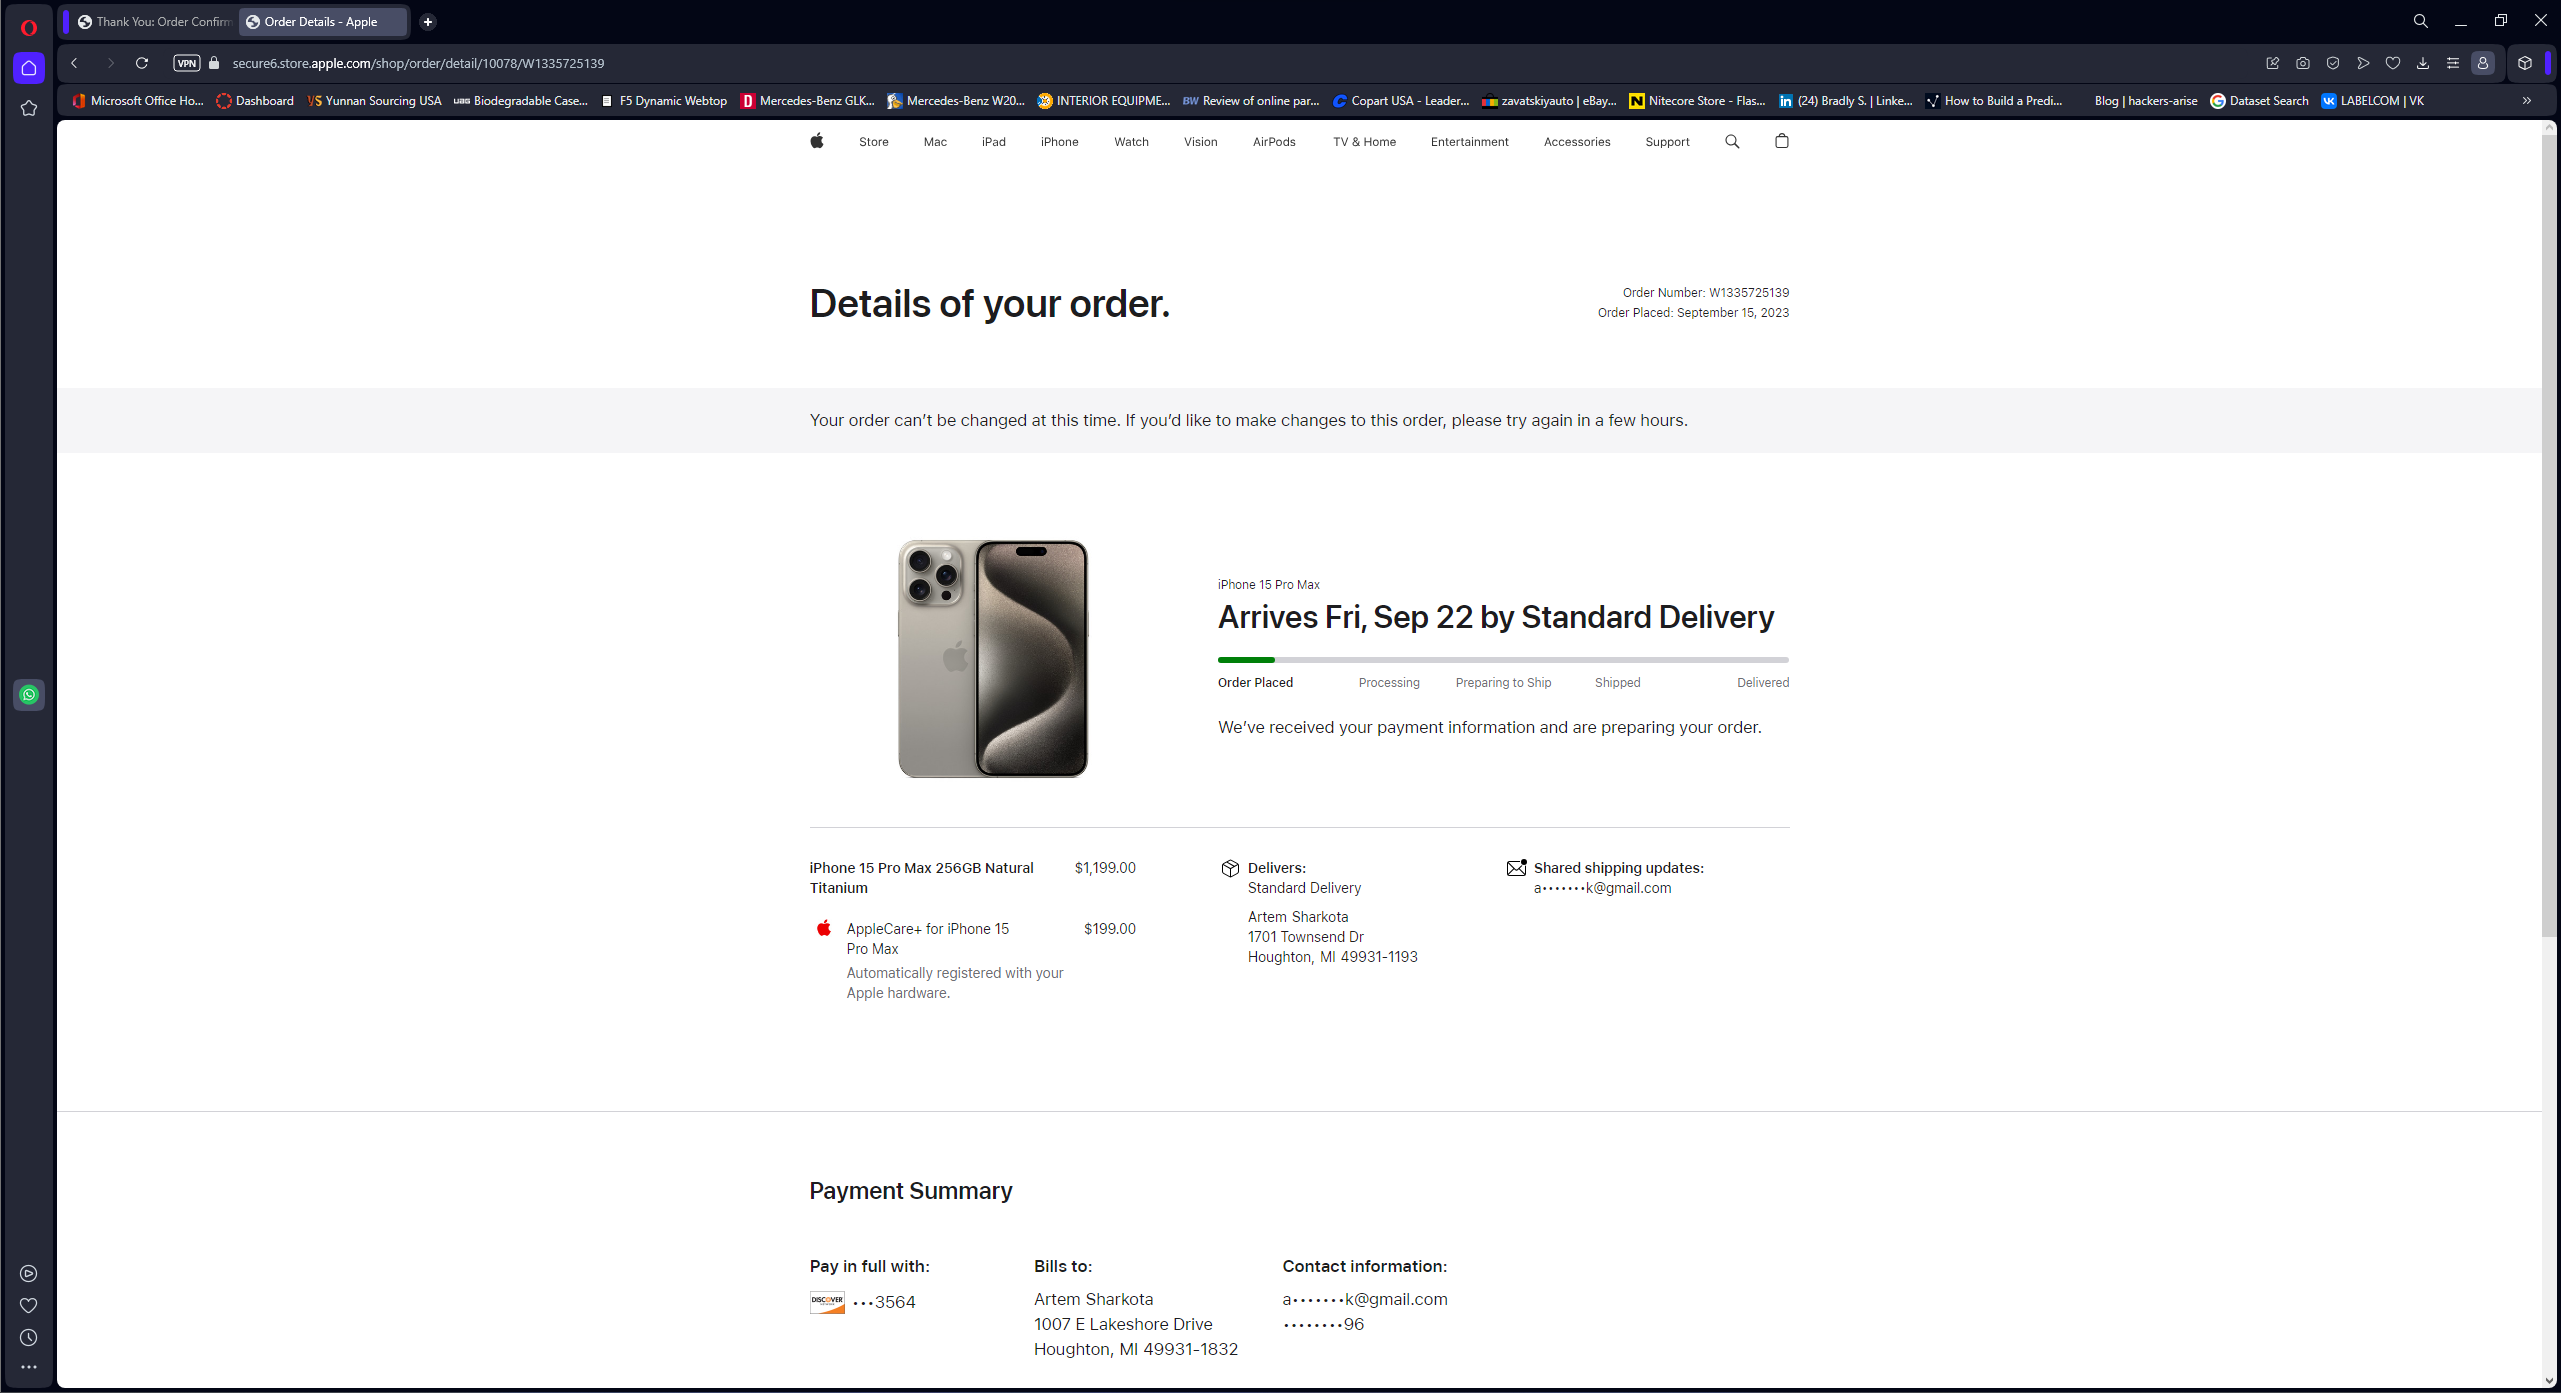 Thank You: Order Confirm
Order Details - Apple
VPN
secure6.store.apple.com/shop/order/detail/10078/W1335725139
Microsoft Office Ho...
Dashboard
YS Yunnan Sourcing USA
Biodegradable Case...
F5 Dynamic Webtop
D Mercedes-Benz GLK...
Mercedes-Benz W20...
INTERIOR EQUIPME...
BW Review of online par...
Copart USA - Leader...
zavatskiyauto | eBay...
N Nitecore Store - Flas...
in (24) Bradly S. | Linke...
How to Build a Predi...
Blog | hackers-arise
G Dataset Search
LABELCOM | VK
Store Mac iPad iPhone Watch Vision AirPods TV & Home Entertainment Accessories Support
Details of your order.
Order Number: W1335725139
Order Placed: September 15, 2023
Your order can’t be changed at this time. If you’d like to make changes to this order, please try again in a few hours.
iPhone 15 Pro Max
Arrives Fri, Sep 22 by Standard Delivery
Order Placed Processing Preparing to Ship Shipped Delivered
We’ve received your payment information and are preparing your order.
iPhone 15 Pro Max 256GB Natural Titanium
$1,199.00
AppleCare+ for iPhone 15
Pro Max
$199.00
Automatically registered with your
Apple hardware.
Delivers:
Standard Delivery
Artem Sharkota
1701 Townsend Dr
Houghton, MI 49931-1193
Shared shipping updates:
a•••••••k@gmail.com
Payment Summary
Pay in full with:
DISCOVER •••3564
Bills to:
Artem Sharkota
1007 E Lakeshore Drive
Houghton, MI 49931-1832
Contact information:
a•••••••k@gmail.com
••••••••96